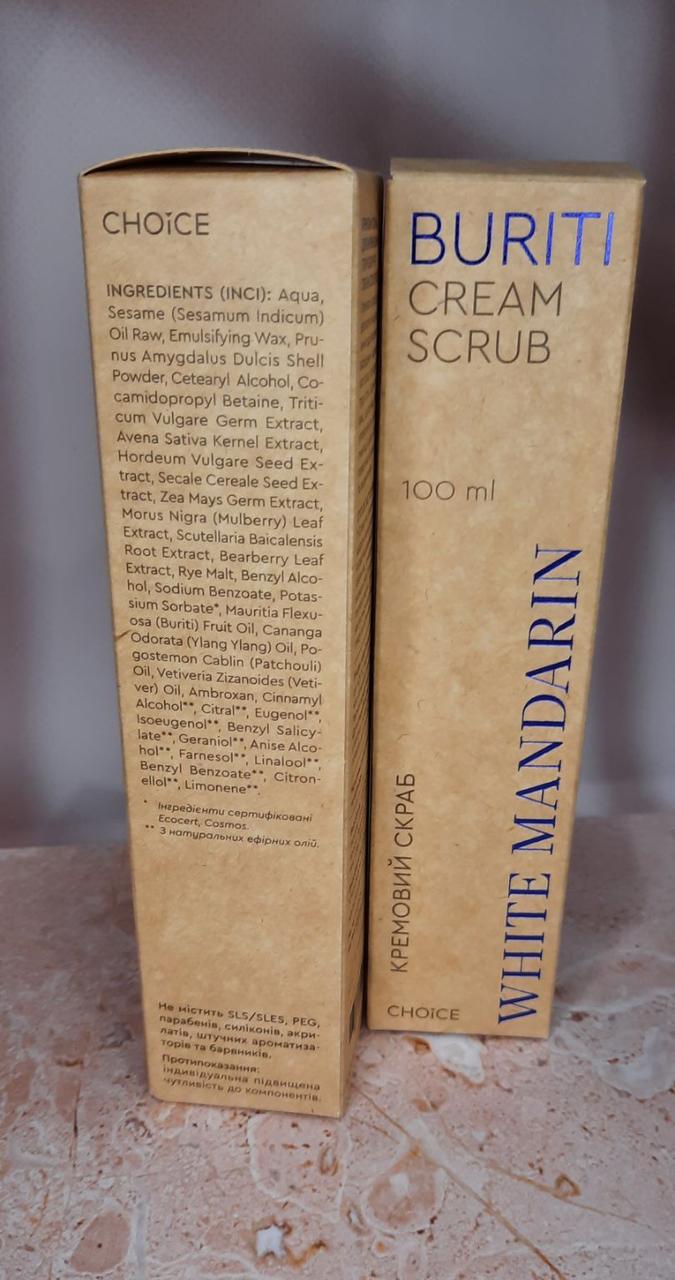 CHOICE
INGREDIENTS (INCI): Aqua,
Sesame (Sesamum Indicum)
Oil Raw, Emulsifying Wax, Pru-
nus Amygdalus Dulcis Shell
Powder, Cetearyl Alcohol, Co-
camidopropyl Betaine, Triti-
cum Vulgare Germ Extract,
Avena Sativa Kernel Extract,
Hordeum Vulgare Seed Ex-
tract, Secale Cereale Seed Ex-
tract, Zea Mays Germ Extract,
Morus Nigra (Mulberry) Leaf
Extract, Scutellaria Baicalensis
Root Extract, Bearberry Leaf
Extract, Rye Malt, Benzyl Alco-
hol, Sodium Benzoate, Potas-
sium Sorbate*, Mauritia Flexu-
osa (Buriti) Fruit Oil, Cananga
Odorata (Ylang Ylang) Oil, Po-
gostemon Cablin (Patchouli)
Oil, Vetiveria Zizanoides (Veti-
ver) Oil, Ambroxan, Cinnamyl
Alcohol**, Citral**, Eugenol**,
Isoeugenol**, Benzyl Salicy-
late**, Geraniol**, Anise Alco-
hol**, Farnesol**, Linalool**,
Benzyl Benzoate**, Citron-
ellol**, Limonene**.
* Інгредієнти сертифіковані
Ecocert, Cosmos.
** З натуральних ефірних олій.
Не містить SLS/SLES, PEG,
парабенів, силіконів, акри-
латів, штучних ароматиза-
торів та барвників.
Протипоказання:
індивідуальна підвищена
чутливість до компонентів.
BURITI
CREAM
SCRUB
100 ml
КРЕМОВИЙ СКРАБ
WHITE MANDARIN
CHOICE